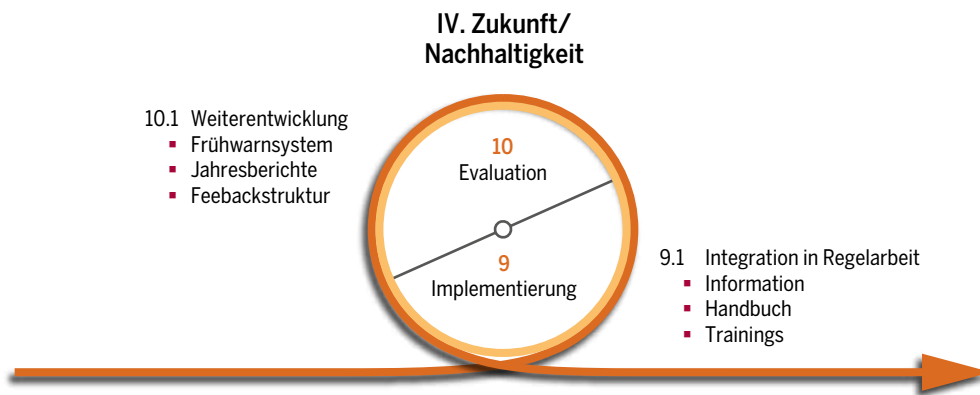 IV. Zukunft/
Nachhaltigkeit
10.1 Weiterentwicklung
▪ Frühwarnsystem
▪ Jahresberichte
▪ Feebackstruktur
10
Evaluation
9
Implementierung
9.1 Integration in Regelarbeit
▪ Information
▪ Handbuch
▪ Trainings